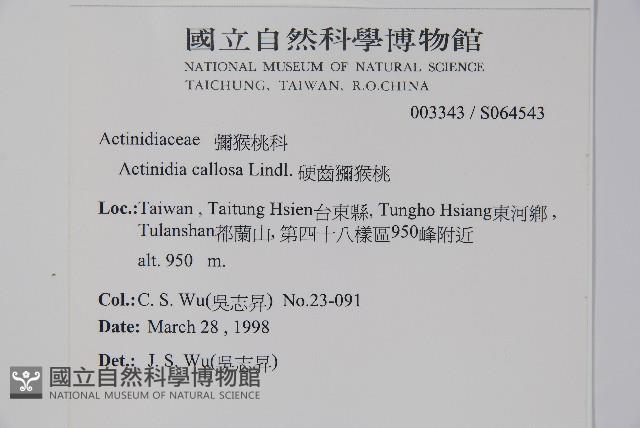 國立自然科學博物館
NATIONAL MUSEUM OF NATURAL SCIENCE
TAICHUNG, TAIWAN, R.O.CHINA
003343 / S064543
Actinidiaceae 獼猴桃科
Actinidia callosa Lindl. 硬齒獼猴桃
Loc.:Taiwan , Taitung Hsien台東縣, Tungho Hsiang東河鄉 ,
Tulanshan都蘭山, 第四十八樣區950峰附近
alt. 950 m.
Col.:C. S. Wu(吳志昇) No.23-091
Date: March 28 , 1998
Det.: J. S. Wu(吳志昇)
國立自然科學博物館
NATIONAL MUSEUM OF NATURAL SCIENCE